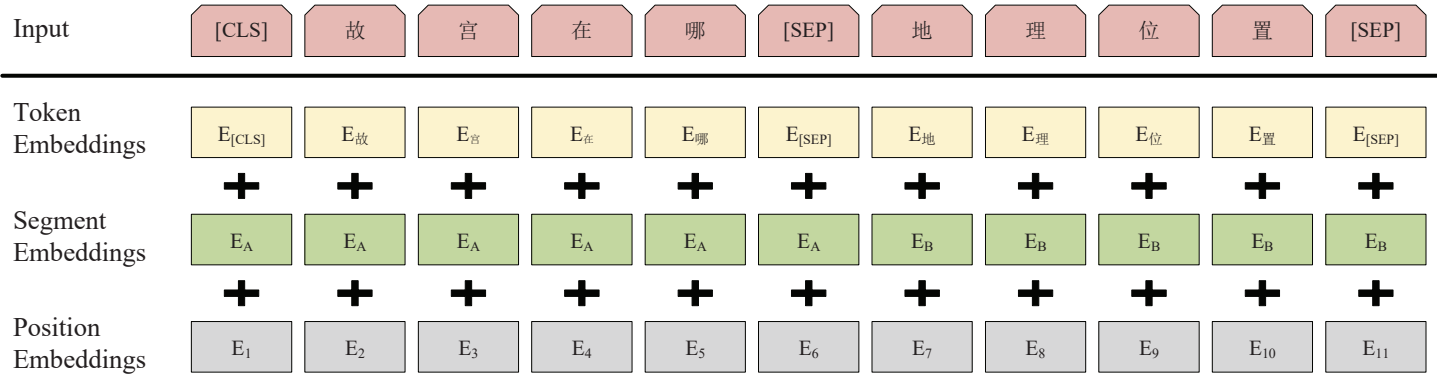 Input [CLS] 故 宫 在 哪 [SEP] 地 理 位 置 [SEP]
Token Embeddings E[CLS] E故 E宫 E在 E哪 E[SEP] E地 E理 E位 E置 E[SEP]
+ + + + + + + + + + +
Segment Embeddings EA EA EA EA EA EA EB EB EB EB EB
+ + + + + + + + + + +
Position Embeddings E1 E2 E3 E4 E5 E6 E7 E8 E9 E10 E11